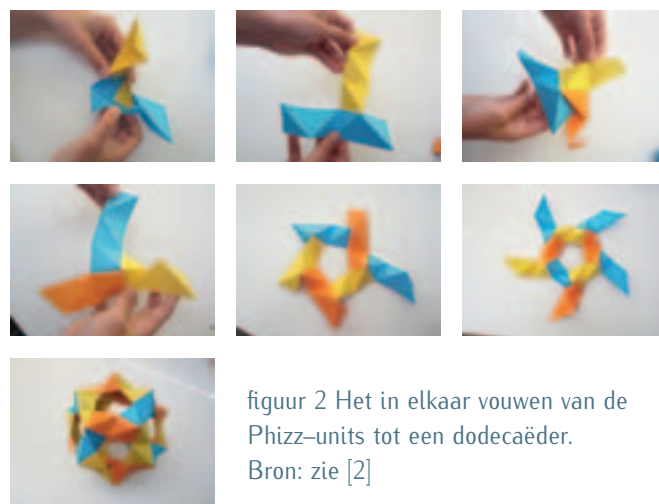 figuur 2 Het in elkaar vouwen van de
Phizz–units tot een dodecaëder.
Bron: zie [2]